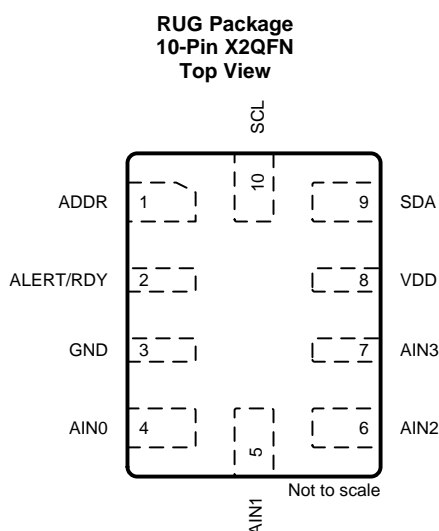 RUG Package
10-Pin X2QFN
Top View
SCL
10
ADDR 1
9 SDA
ALERT/RDY 2
8 VDD
GND 3
7 AIN3
AIN0 4
6 AIN2
5
AIN1
Not to scale